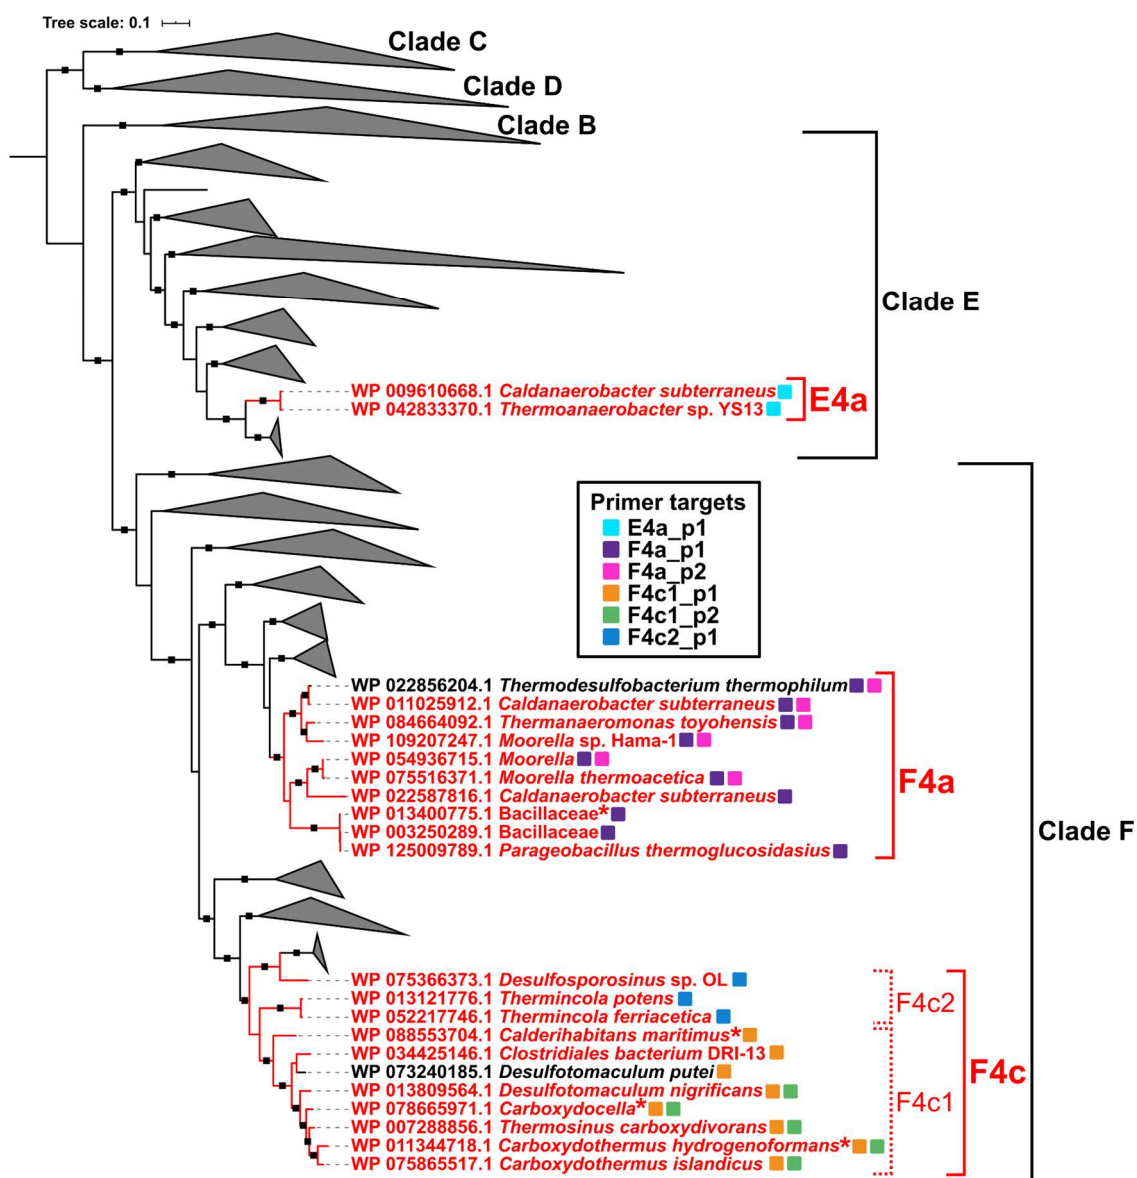 Tree scale: 0.1
Clade C
Clade D
Clade B
Clade E
WP 009610668.1 Caldanaerobacter subterraneus
WP 042833370.1 Thermoanaerobacter sp. YS13
E4a
Primer targets
E4a_p1
F4a_p1
F4a_p2
F4c1_p1
F4c1_p2
F4c2_p1
WP 022856204.1 Thermodesulfobacterium thermophilum
WP 011025912.1 Caldanaerobacter subterraneus
WP 084664092.1 Thermanaeromonas toyohensis
WP 109207247.1 Moorella sp. Hama-1
WP 054936715.1 Moorella
WP 075516371.1 Moorella thermoacetica
WP 022587816.1 Caldanaerobacter subterraneus
WP 013400775.1 Bacillaceae*
WP 003250289.1 Bacillaceae
WP 125009789.1 Parageobacillus thermoglucosidasius
F4a
Clade F
WP 075366373.1 Desulfosporosinus sp. OL
WP 013121776.1 Thermincola potens
WP 052217746.1 Thermincola ferriacetica
WP 088553704.1 Calderihabitans maritimus*
WP 034425146.1 Clostridiales bacterium DRI-13
WP 073240185.1 Desulfotomaculum putei
WP 013809564.1 Desulfotomaculum nigrificans
WP 078665971.1 Carboxydocella*
WP 007288856.1 Thermosinus carboxydivorans
WP 011344718.1 Carboxydothermus hydrogenoformans*
WP 075865517.1 Carboxydothermus islandicus
F4c2
F4c1
F4c